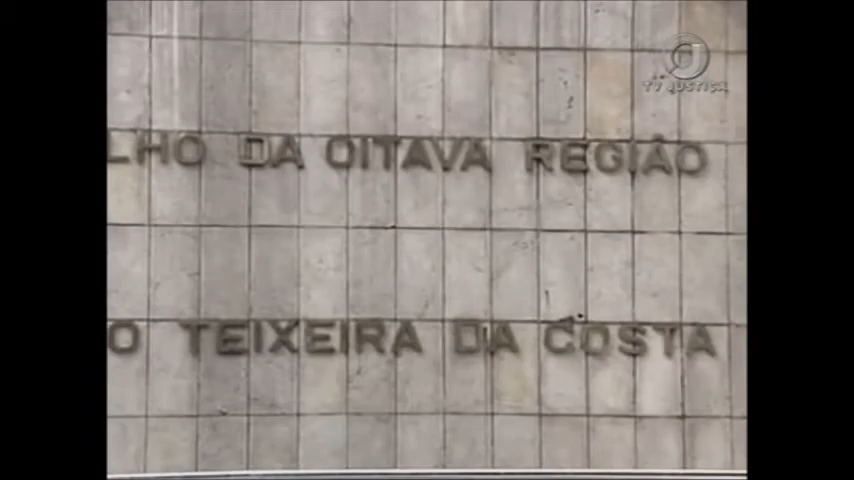 TV JUSTIÇA
LHO DA OITAVA REGIÃO
O TEIXEIRA DA COSTA